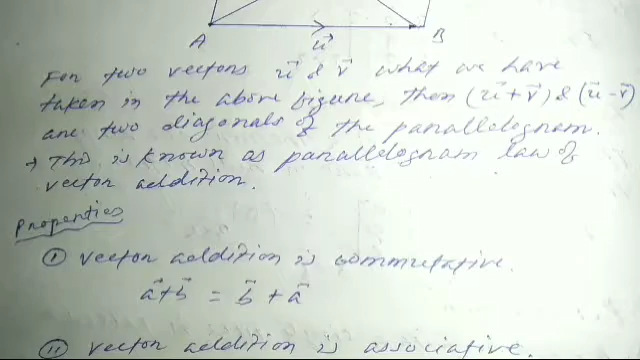 A B
u⃗
For two vectors u⃗ & v⃗ what we have
taken in the above figure, then (u⃗+v⃗) & (u⃗-v⃗)
are two diagonals of the parallelogram.
→ This is known as parallelogram law of
vector addition.
Properties
(i) vector addition is commutative.
a⃗+b⃗ = b⃗+a⃗
(ii) vector addition is associative.